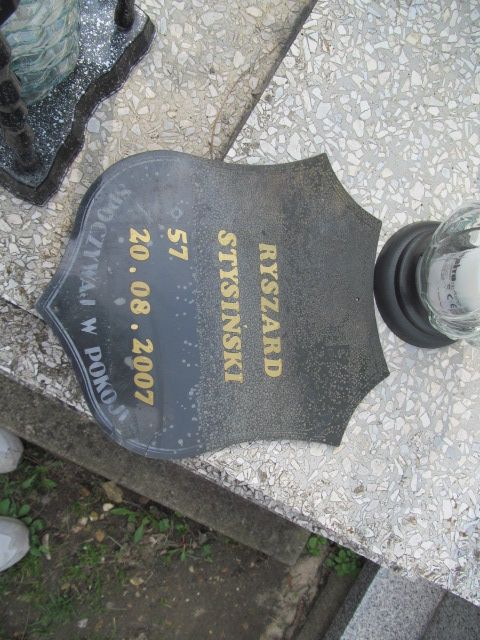 RYSZARD
STYSIŃSKI
57
20.08.2007
SPOCZYWAJ W POKOJU